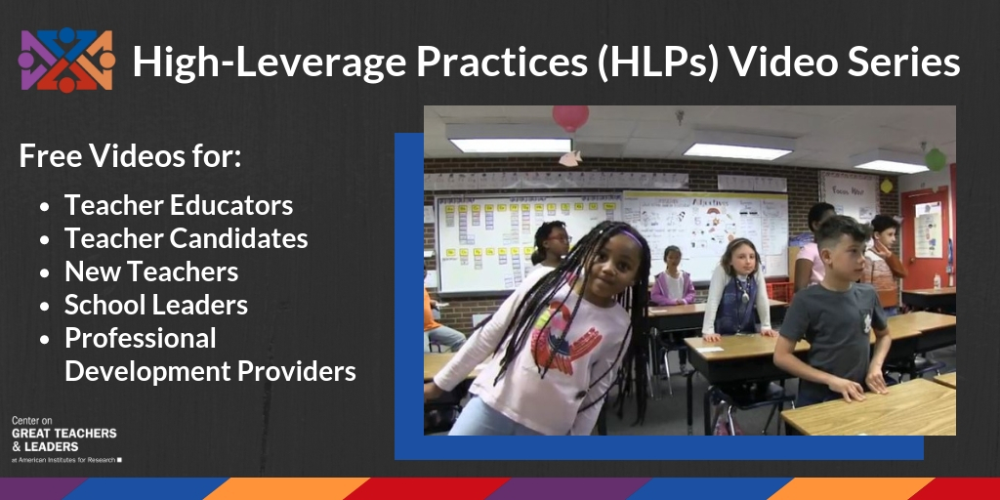 High-Leverage Practices (HLPs) Video Series
Free Videos for:
• Teacher Educators
• Teacher Candidates
• New Teachers
• School Leaders
• Professional
Development Providers
Adjectives
Center on
GREAT TEACHERS
& LEADERS
at American Institutes for Research